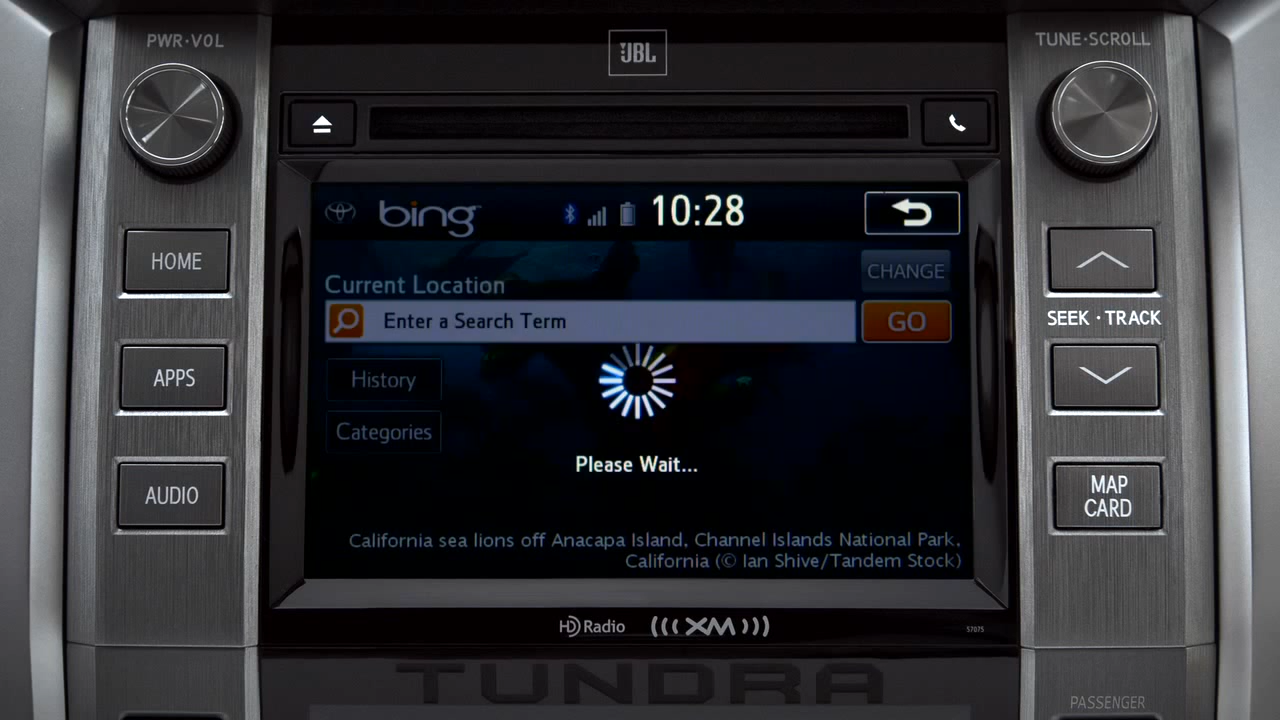 PWR·VOL
JBL
TUNE·SCROLL
bing
10:28
HOME
CHANGE
Current Location
Enter a Search Term
GO
SEEK · TRACK
APPS
History
Categories
Please Wait...
AUDIO
MAP
CARD
California sea lions off Anacapa Island, Channel Islands National Park,
California (© Ian Shive/Tandem Stock)
HD Radio
XM
57075
TUNDRA
PASSENGER